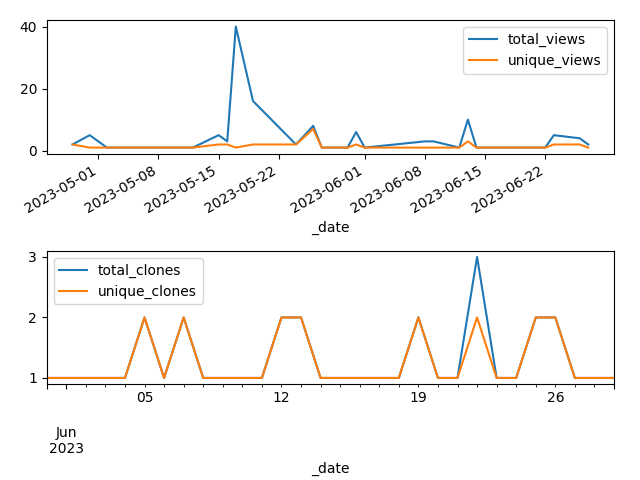 40
20
0
total_views
unique_views
2023-05-01
2023-05-08
2023-05-15
2023-05-22
2023-06-01
2023-06-08
2023-06-15
2023-06-22
_date
3
2
1
total_clones
unique_clones
05
12
19
26
Jun
2023
_date